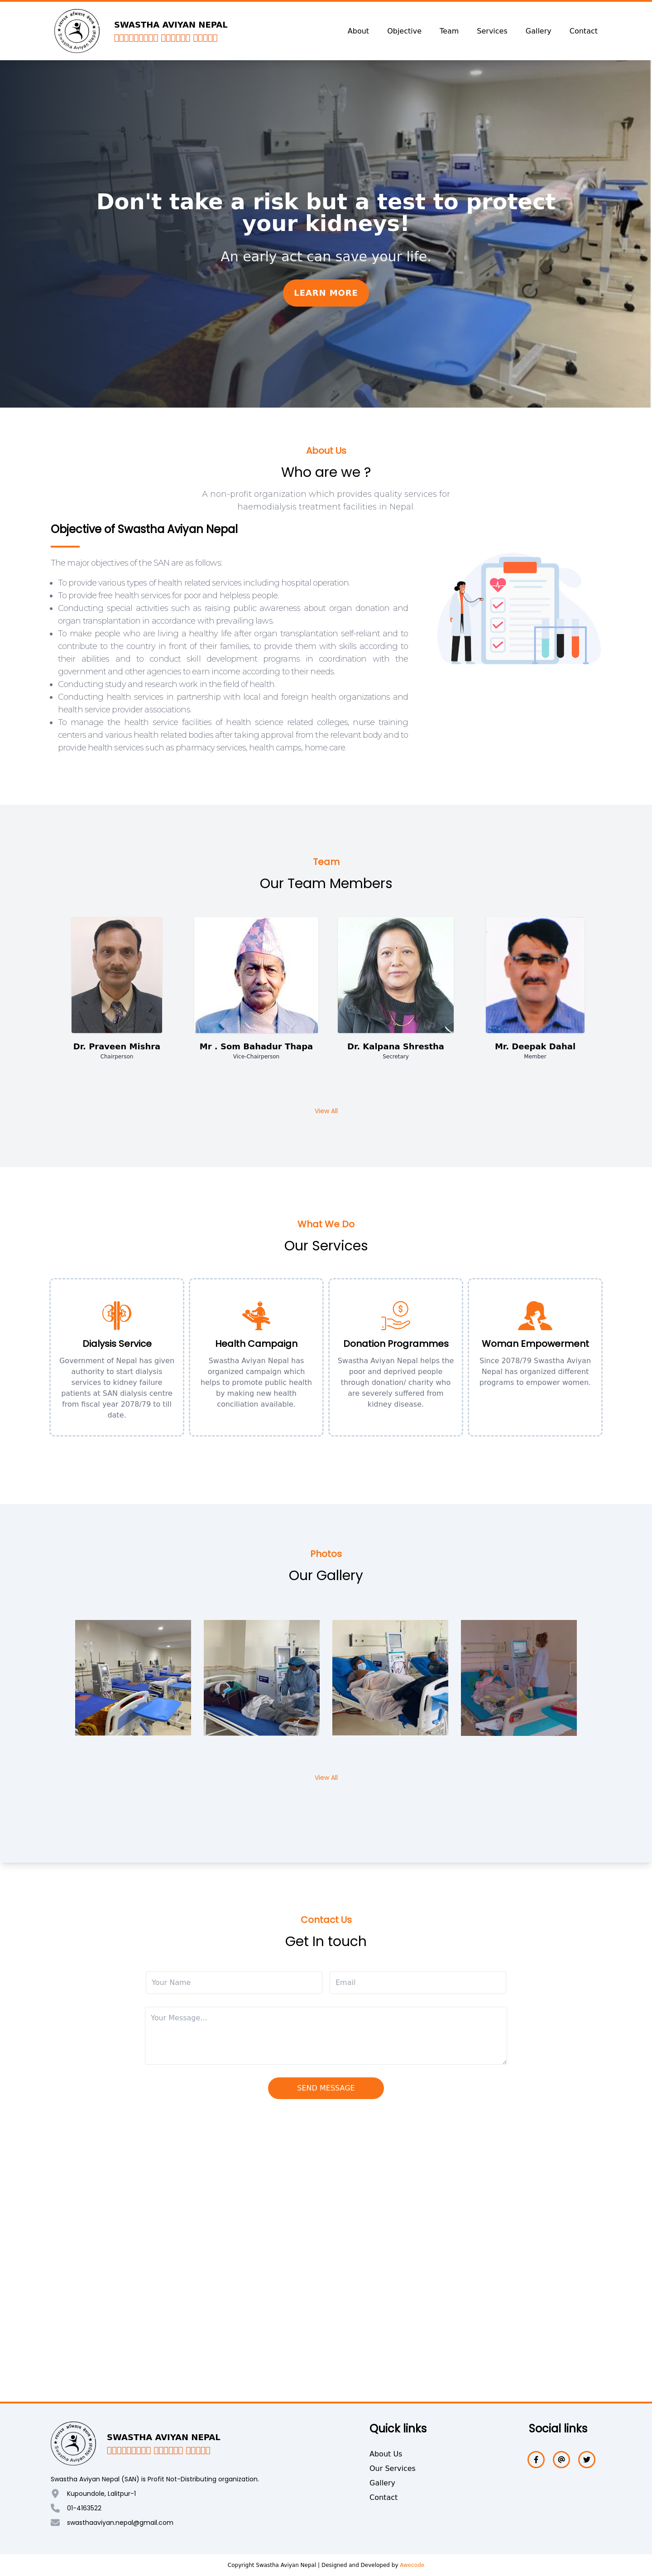 SWASTHA AVIYAN NEPAL
About
Objective
Team
Services
Gallery
Contact
Don't take a risk but a test to protect
your kidneys!
An early act can save your life.
LEARN MORE
About Us
Who are we ?
A non-profit organization which provides quality services for
haemodialysis treatment facilities in Nepal.
Objective of Swastha Aviyan Nepal
The major objectives of the SAN are as follows:
To provide various types of health related services including hospital operation.
To provide free health services for poor and helpless people.
Conducting special activities such as raising public awareness about organ donation and
organ transplantation in accordance with prevailing laws.
To make people who are living a healthy life after organ transplantation self-reliant and to
contribute to the country in front of their families, to provide them with skills according to
their abilities and to conduct skill development programs in coordination with the
government and other agencies to earn income according to their needs.
Conducting study and research work in the field of health.
Conducting health services in partnership with local and foreign health organizations and
health service provider associations.
To manage the health service facilities of health science related colleges, nurse training
centers and various health related bodies after taking approval from the relevant body and to
provide health services such as pharmacy services, health camps, home care.
Team
Our Team Members
Dr. Praveen Mishra
Chairperson
Mr . Som Bahadur Thapa
Vice-Chairperson
Dr. Kalpana Shrestha
Secretary
Mr. Deepak Dahal
Member
View All
What We Do
Our Services
Dialysis Service
Government of Nepal has given
authority to start dialysis
services to kidney failure
patients at SAN dialysis centre
from fiscal year 2078/79 to till
date.
Health Campaign
Swastha Aviyan Nepal has
organized campaign which
helps to promote public health
by making new health
conciliation available.
Donation Programmes
Swastha Aviyan Nepal helps the
poor and deprived people
through donation/ charity who
are severely suffered from
kidney disease.
Woman Empowerment
Since 2078/79 Swastha Aviyan
Nepal has organized different
programs to empower women.
Photos
Our Gallery
View All
Contact Us
Get In touch
Your Name
Email
Your Message...
SEND MESSAGE
SWASTHA AVIYAN NEPAL
Swastha Aviyan Nepal (SAN) is Profit Not-Distributing organization.
Kupoundole, Lalitpur-1
01-4163522
swasthaaviyan.nepal@gmail.com
Quick links
About Us
Our Services
Gallery
Contact
Social links
Copyright Swastha Aviyan Nepal | Designed and Developed by Awecode